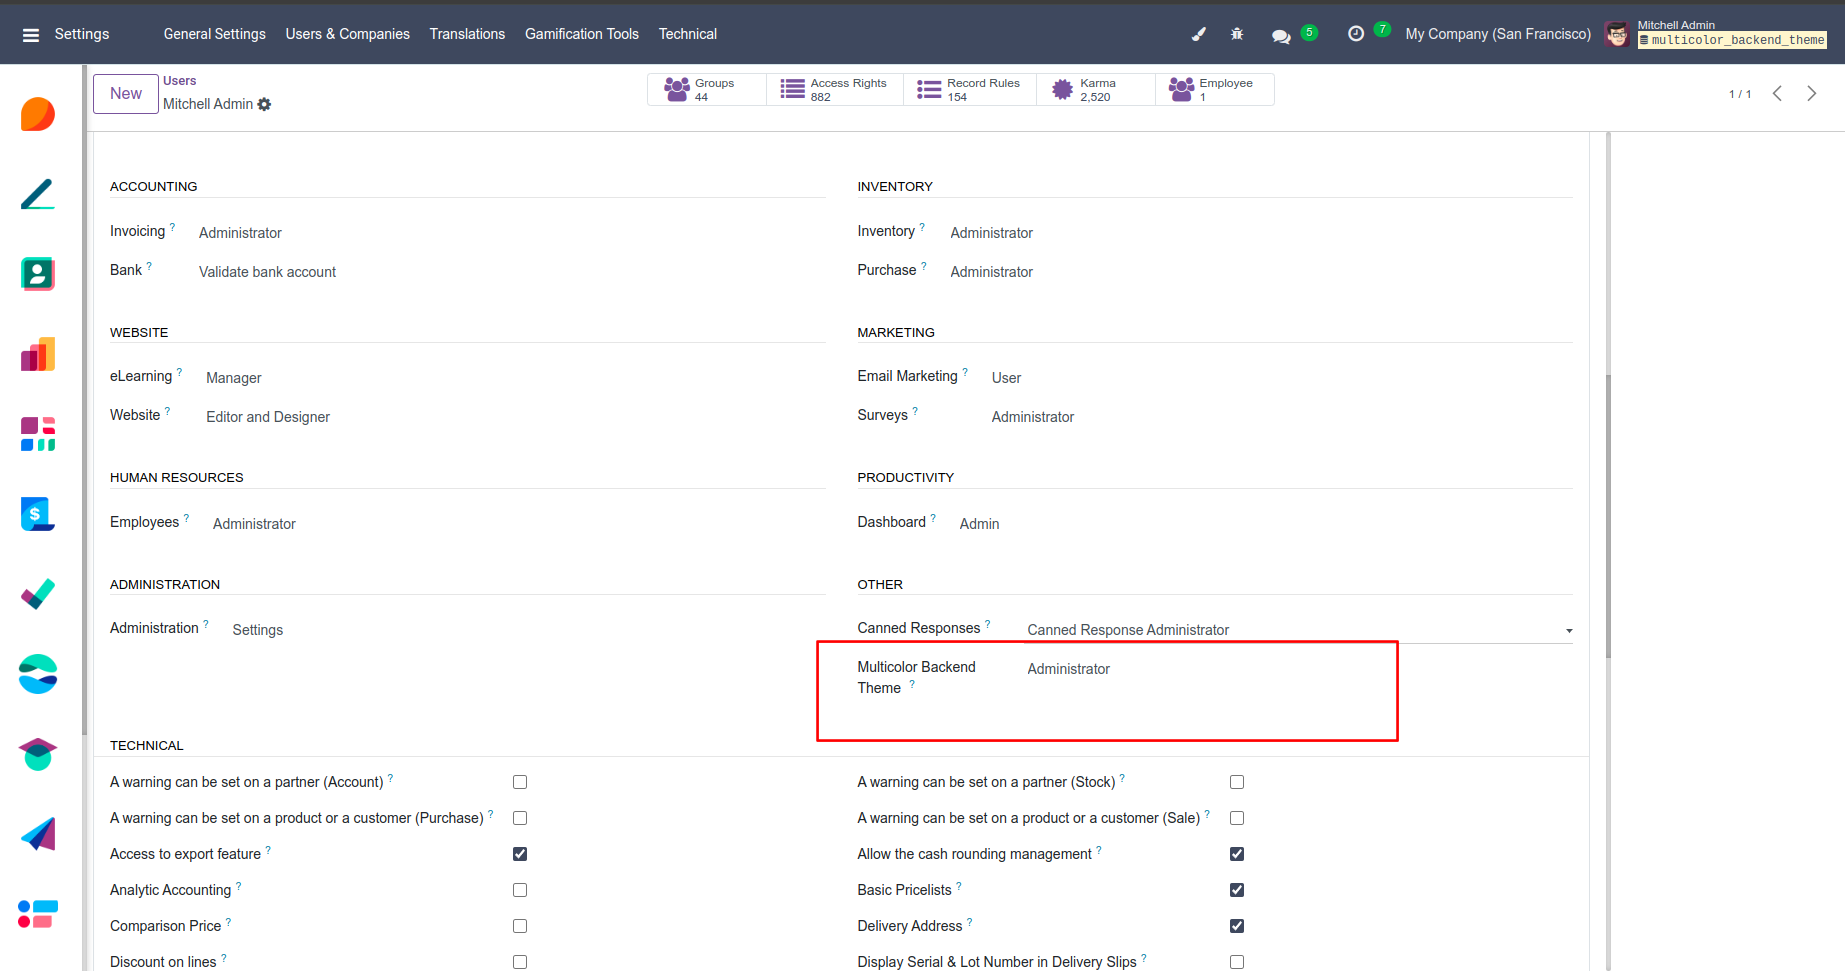 Settings General Settings Users & Companies Translations Gamification Tools Technical 5 7 My Company (San Francisco) Mitchell Admin
multicolor_backend_theme
New Users
Mitchell Admin
Groups 44
Access Rights 882
Record Rules 154
Karma 2,520
Employee 1
1 / 1
ACCOUNTING
Invoicing ? Administrator
Bank ? Validate bank account
INVENTORY
Inventory ? Administrator
Purchase ? Administrator
WEBSITE
eLearning ? Manager
Website ? Editor and Designer
MARKETING
Email Marketing ? User
Surveys ? Administrator
HUMAN RESOURCES
Employees ? Administrator
PRODUCTIVITY
Dashboard ? Admin
ADMINISTRATION
Administration ? Settings
OTHER
Canned Responses ? Canned Response Administrator
Multicolor Backend Administrator
Theme ?
TECHNICAL
A warning can be set on a partner (Account) ?
A warning can be set on a partner (Stock) ?
A warning can be set on a product or a customer (Purchase) ?
A warning can be set on a product or a customer (Sale) ?
Access to export feature ?
Allow the cash rounding management ?
Analytic Accounting ?
Basic Pricelists ?
Comparison Price ?
Delivery Address ?
Discount on lines ?
Display Serial & Lot Number in Delivery Slips ?